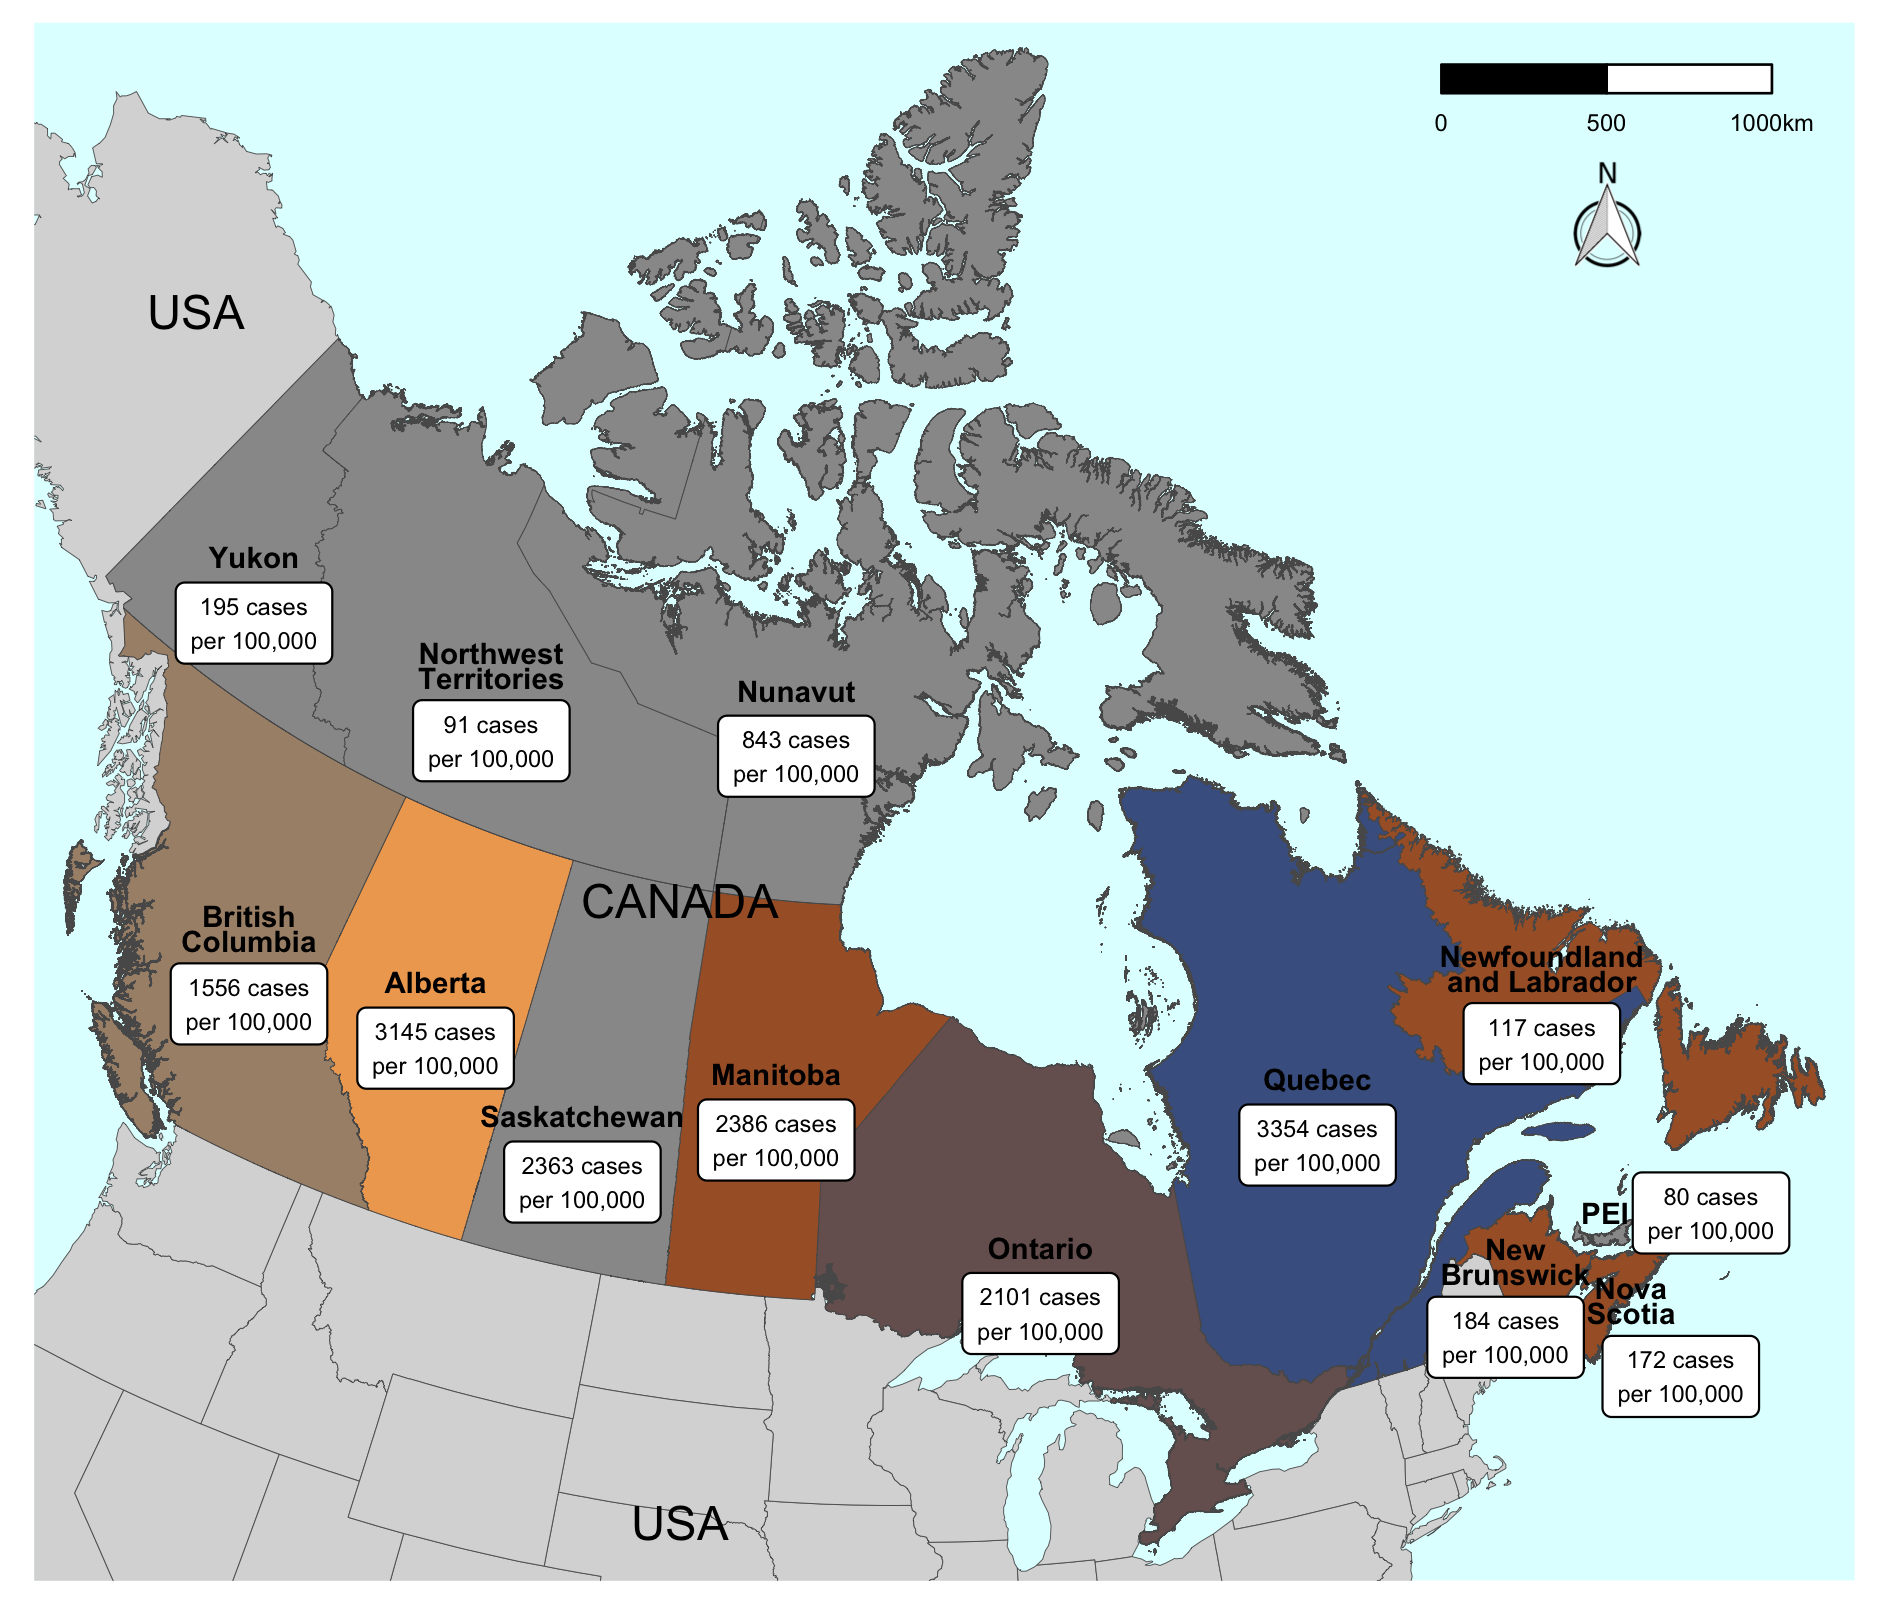 0
500
1000km
N
USA
Yukon
195 cases
per 100,000
Northwest
Territories
91 cases
per 100,000
Nunavut
843 cases
per 100,000
CANADA
British
Columbia
1556 cases
per 100,000
Alberta
3145 cases
per 100,000
Saskatchewan
2363 cases
per 100,000
Manitoba
2386 cases
per 100,000
Ontario
2101 cases
per 100,000
Quebec
3354 cases
per 100,000
Newfoundland
and Labrador
117 cases
per 100,000
PEI
80 cases
per 100,000
New
Brunswick
184 cases
per 100,000
Nova
Scotia
172 cases
per 100,000
USA